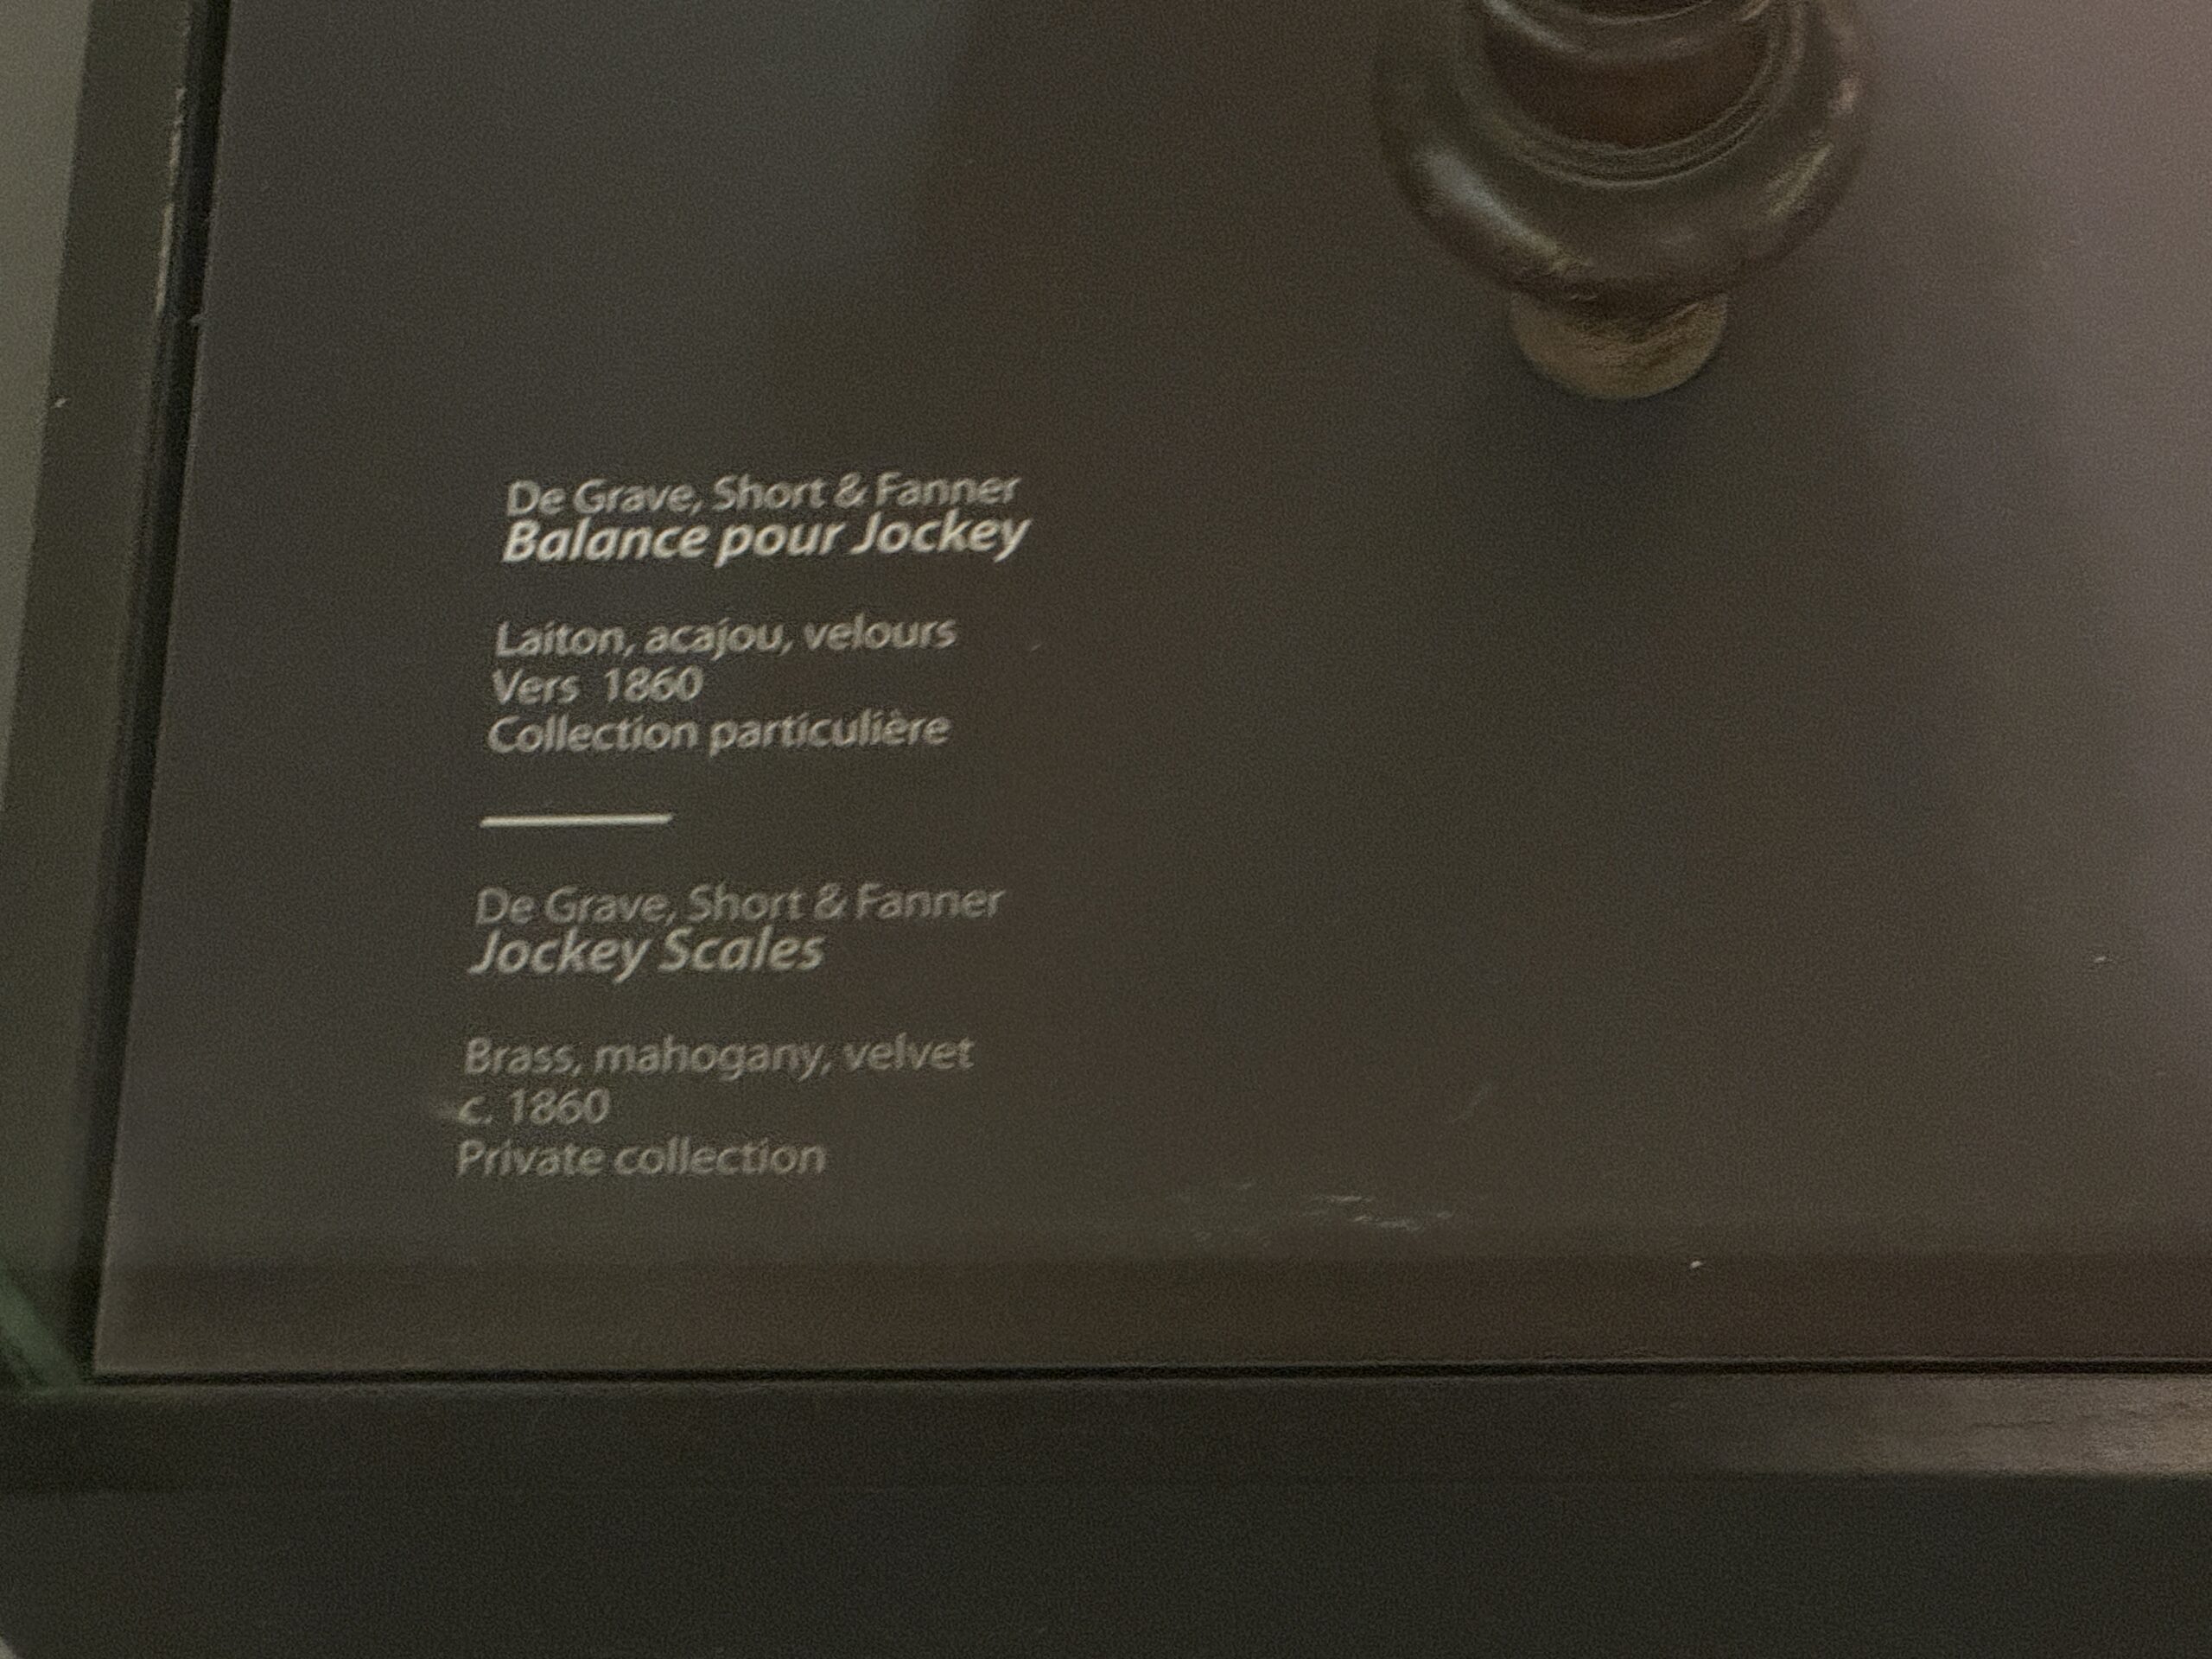 De Grave, Short & Fanner
Balance pour Jockey
Laiton, acajou, velours
Vers 1860
Collection particulière
De Grave, Short & Fanner
Jockey Scales
Brass, mahogany, velvet
c. 1860
Private collection